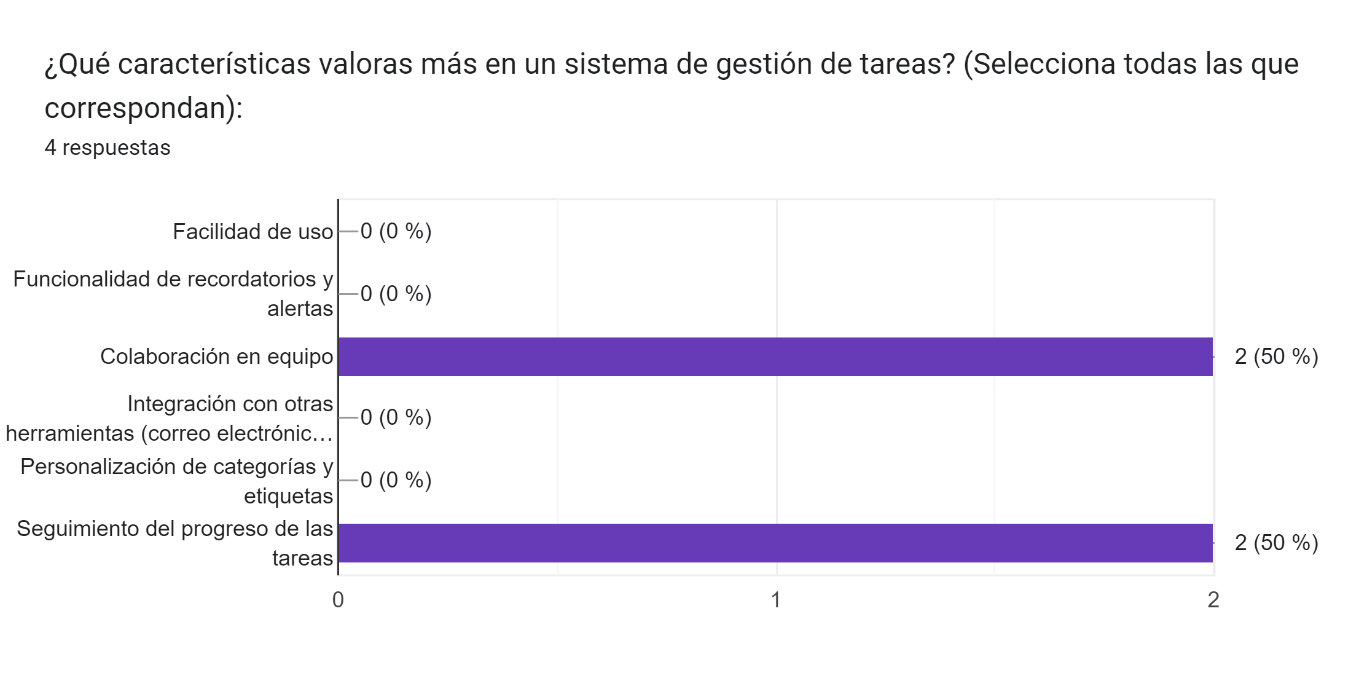 ¿Qué características valoras más en un sistema de gestión de tareas? (Selecciona todas las que
correspondan):
4 respuestas
Facilidad de uso
0 (0 %)
Funcionalidad de recordatorios y
alertas
0 (0 %)
Colaboración en equipo
2 (50 %)
Integración con otras
herramientas (correo electrónic…
0 (0 %)
Personalización de categorías y
etiquetas
0 (0 %)
Seguimiento del progreso de las
tareas
2 (50 %)
0
1
2